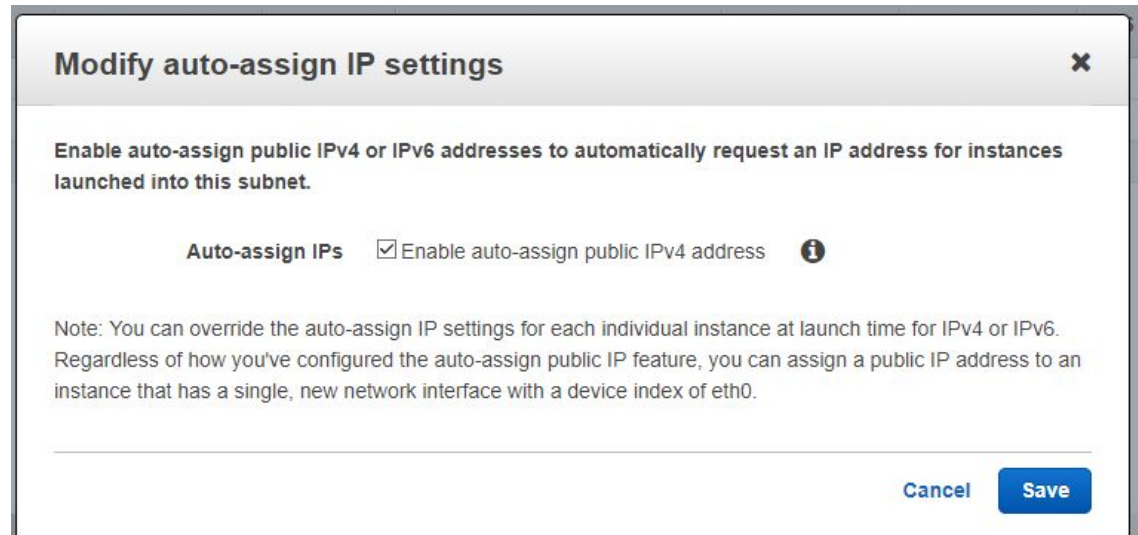 Modify auto-assign IP settings
Enable auto-assign public IPv4 or IPv6 addresses to automatically request an IP address for instances
launched into this subnet.
Auto-assign IPs Enable auto-assign public IPv4 address
Note: You can override the auto-assign IP settings for each individual instance at launch time for IPv4 or IPv6.
Regardless of how you've configured the auto-assign public IP feature, you can assign a public IP address to an
instance that has a single, new network interface with a device index of eth0.
Cancel Save